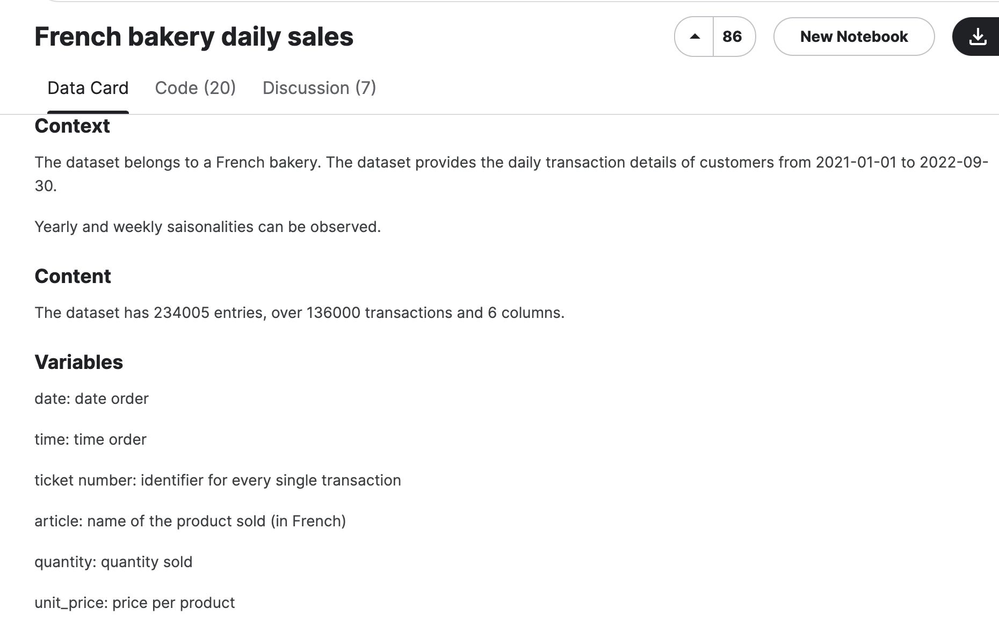 French bakery daily sales
86
New Notebook
Data Card
Code (20)
Discussion (7)
Context
The dataset belongs to a French bakery. The dataset provides the daily transaction details of customers from 2021-01-01 to 2022-09-
30.
Yearly and weekly saisonalities can be observed.
Content
The dataset has 234005 entries, over 136000 transactions and 6 columns.
Variables
date: date order
time: time order
ticket number: identifier for every single transaction
article: name of the product sold (in French)
quantity: quantity sold
unit_price: price per product